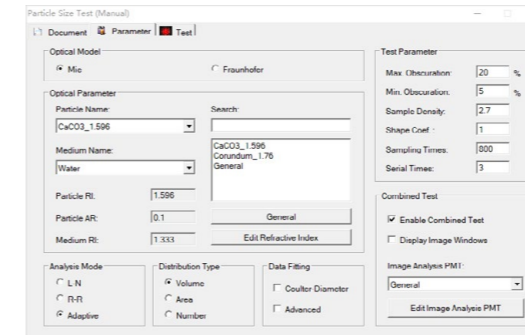 Particle Size Test (Manual)
Document Parameter Test
Optical Model
Mie Fraunhofer
Optical Parameter
Particle Name: Search:
CaCO3_1.596
Medium Name:
Water
CaCO3_1.596
Corundum_1.76
General
Particle RI: 1.596
Particle AR: 0.1 General
Medium RI: 1.333 Edit Refractive Index
Analysis Mode
L-N
R-R
Adaptive
Distribution Type
Volume
Area
Number
Data Fitting
Coulter Diameter
Advanced
Test Parameter
Max. Obscuration: 20 %
Min. Obscuration: 5 %
Sample Density: 2.7
Shape Coef.: 1
Sampling Times: 800
Serial Times: 3
Combined Test
Enable Combined Test
Display Image Windows
Image Analysis PMT:
General
Edit Image Analysis PMT